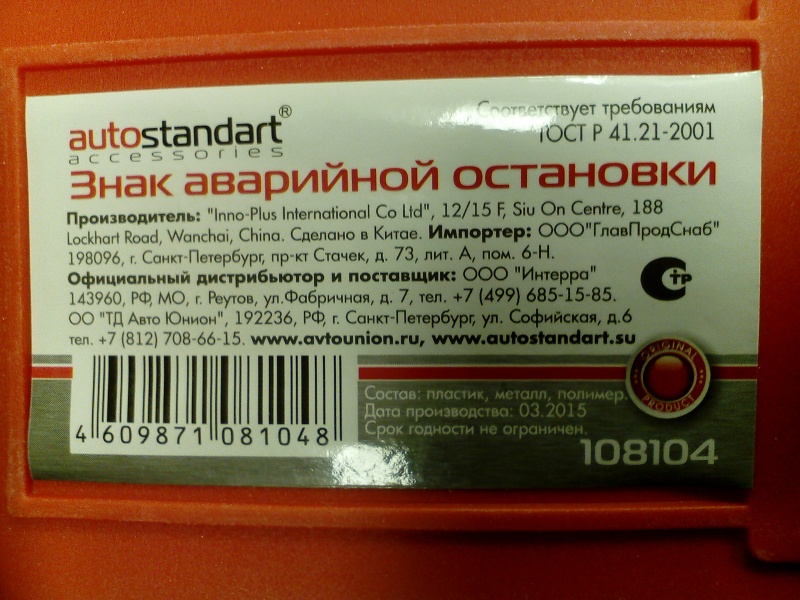 Соответствует требованиям
ГОСТ Р 41.21-2001
autostandart®
accessories
Знак аварийной остановки
Производитель: "Inno-Plus International Co Ltd", 12/15 F, Siu On Centre, 188
Lockhart Road, Wanchai, China. Сделано в Китае. Импортер: ООО"ГлавПродСнаб"
198096, г. Санкт-Петербург, пр-кт Стачек, д. 73, лит. А, пом. 6-Н.
Официальный дистрибьютор и поставщик: ООО "Интерра"
143960, РФ, МО, г. Реутов, ул.Фабричная, д. 7, тел. +7 (499) 685-15-85.
ОО "ТД Авто Юнион", 192236, РФ, г. Санкт-Петербург, ул. Софийская, д.6
тел. +7 (812) 708-66-15. www.avtounion.ru, www.autostandart.su
СТР
ORIGINAL
PRODUCT
Состав: пластик, металл, полимер.
Дата производства: 03.2015
Срок годности не ограничен.
4 609871 081048
108104